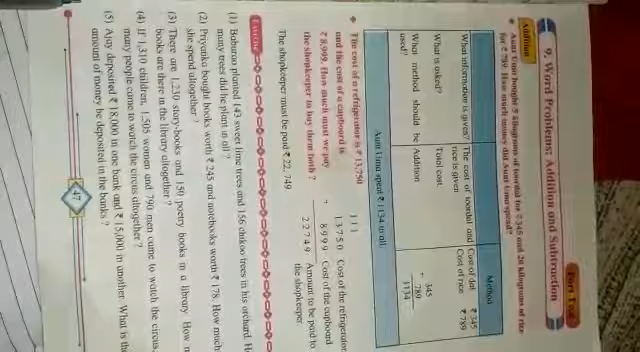 Part Two
9. Word Problems: Addition and Subtraction
Addition
Aunt Uma bought 5 kilograms of toordal for ₹ 345 and 20 kilograms of rice
for ₹ 789. How much money did Aunt Uma spend?
Method
What information is given? The cost of toordal and rice is given Cost of dal ₹ 345
Cost of rice ₹ 789
What is asked? Total cost
What method should be used? Addition
345
+ 789
1134
Aunt Uma spent ₹ 1134 in all.
The cost of a refrigerator is ₹ 13,750
and the cost of a cupboard is
₹ 8,999. How much must we pay
the shopkeeper to buy them both ?
1 1 1
1 3 7 5 0 Cost of the refrigerator
+ 8 9 9 9 Cost of the cupboard
2 2 7 4 9 Amount to be paid to
the shopkeeper
The shopkeeper must be paid ₹ 22,749
Exercise
(1) Baburao planted 143 sweet lime trees and 156 chikoo trees in his orchard. H
many trees did he plant in all ?
(2) Priyanka bought books worth ₹ 245 and notebooks worth ₹ 178. How much
she spend altogether ?
(3) There are 1,230 story-books and 150 poetry books in a library. How m
books are there in the library altogether ?
(4) If 1,310 children, 1,505 women and 790 men came to watch the circus,
many people came to watch the circus altogether ?
(5) Ajay deposited ₹ 18,000 in one bank and ₹ 15,000 in another. What is the
amount of money he deposited in the banks ?
47